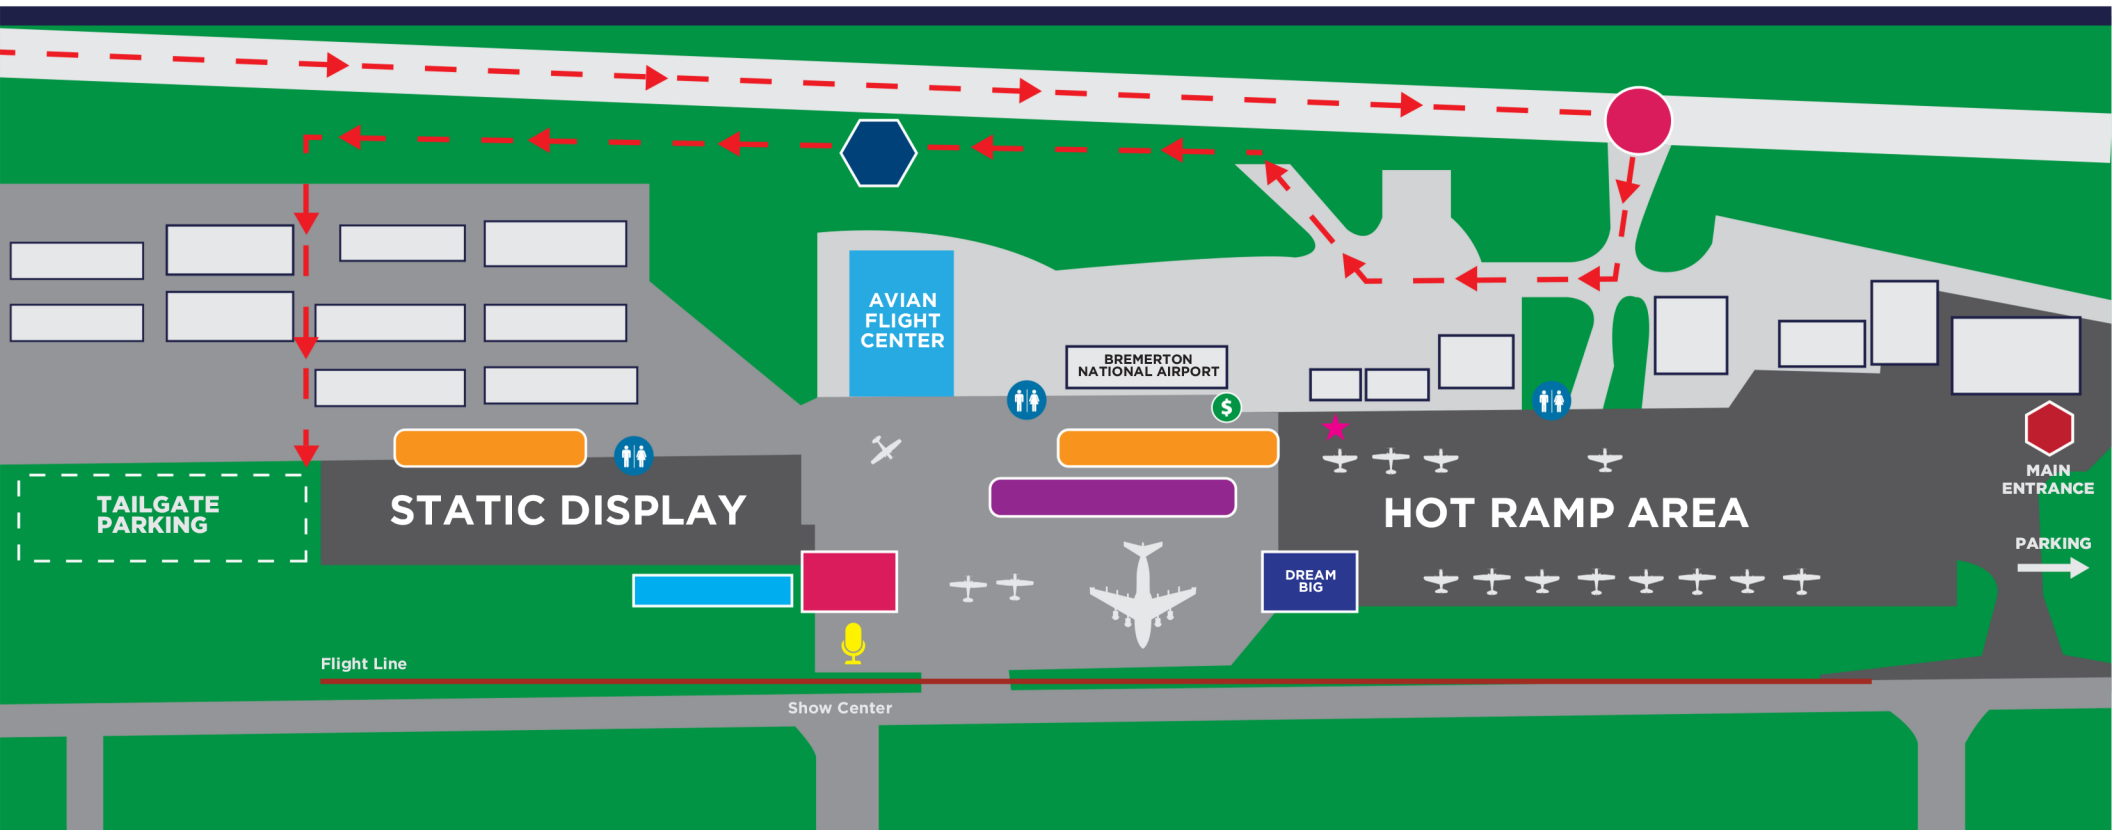 AVIAN
FLIGHT
CENTER
BREMERTON
NATIONAL AIRPORT
$
TAILGATE
PARKING
STATIC DISPLAY
HOT RAMP AREA
MAIN
ENTRANCE
PARKING
DREAM
BIG
Flight Line
Show Center